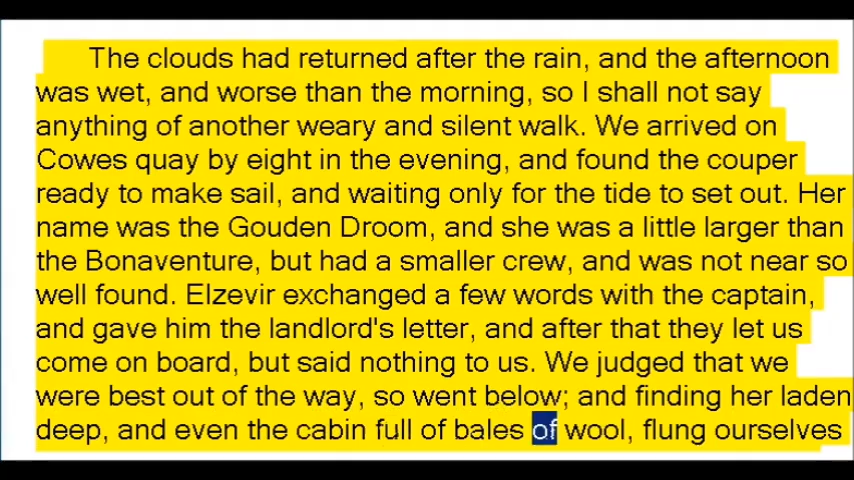 The clouds had returned after the rain, and the afternoon
was wet, and worse than the morning, so I shall not say
anything of another weary and silent walk. We arrived on
Cowes quay by eight in the evening, and found the couper
ready to make sail, and waiting only for the tide to set out. Her
name was the Gouden Droom, and she was a little larger than
the Bonaventure, but had a smaller crew, and was not near so
well found. Elzevir exchanged a few words with the captain,
and gave him the landlord's letter, and after that they let us
come on board, but said nothing to us. We judged that we
were best out of the way, so went below; and finding her laden
deep, and even the cabin full of bales of wool, flung ourselves